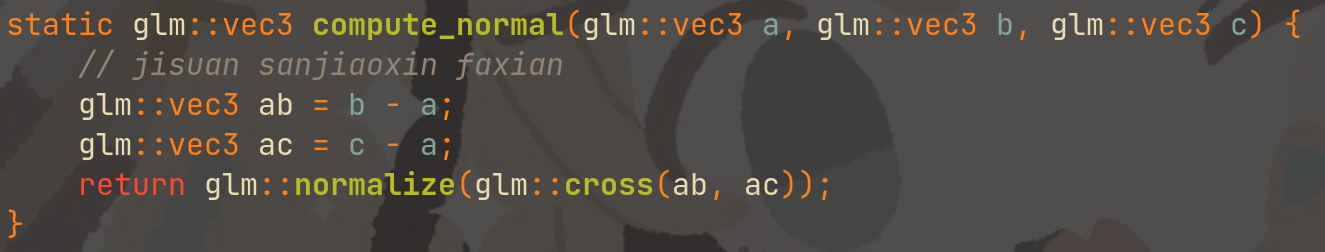 static glm::vec3 compute_normal(glm::vec3 a, glm::vec3 b, glm::vec3 c) {
    // jisuan sanjiaoxin faxian
    glm::vec3 ab = b - a;
    glm::vec3 ac = c - a;
    return glm::normalize(glm::cross(ab, ac));
}